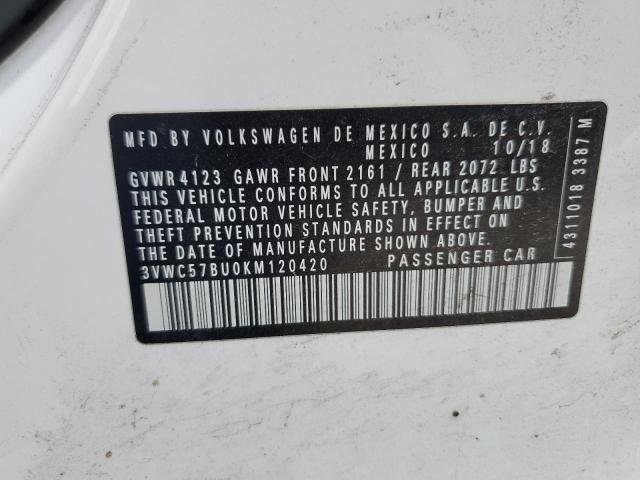 MFD BY VOLKSWAGEN DE MEXICO S.A. DE C.V.
MEXICO 10/18
GVWR 4123 GAWR FRONT 2161 / REAR 2072 LBS
THIS VEHICLE CONFORMS TO ALL APPLICABLE U.S.
FEDERAL MOTOR VEHICLE SAFETY, BUMPER AND
THEFT PREVENTION STANDARDS IN EFFECT ON
THE DATE OF MANUFACTURE SHOWN ABOVE.
3VWC57BU0KM120420 PASSENGER CAR
4311018 3387 M